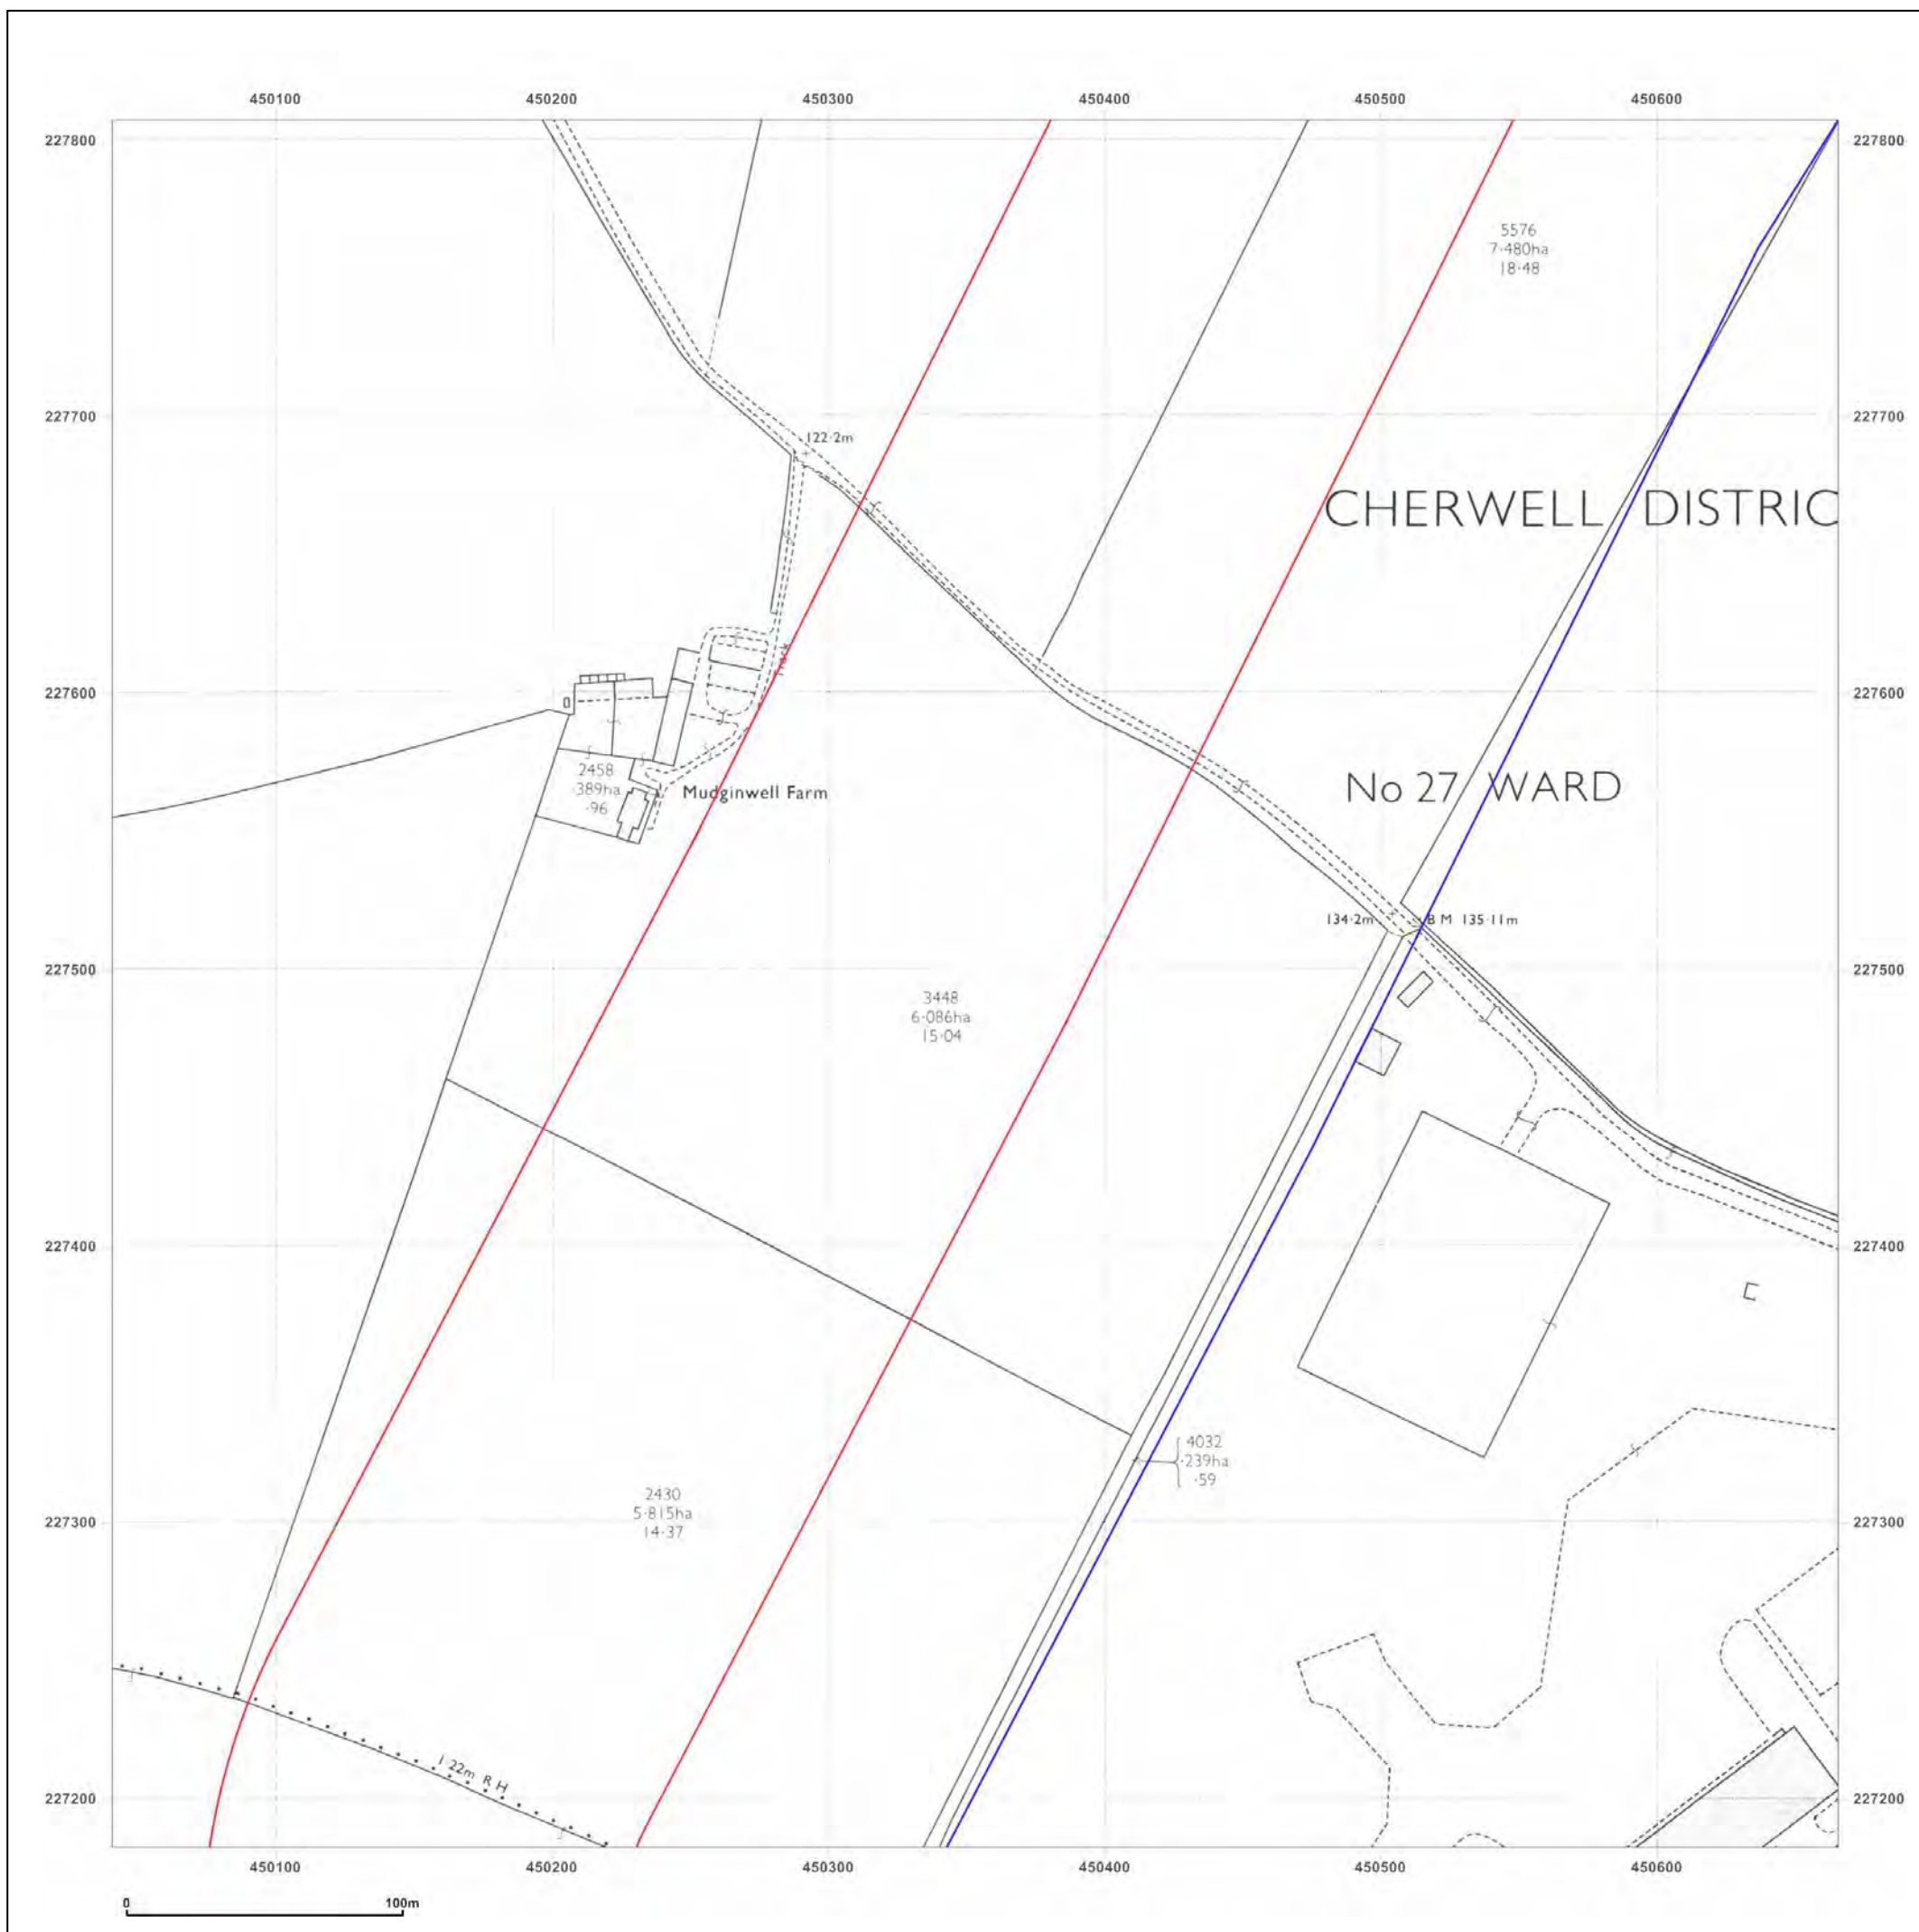 450100 450200 450300 450400 450500 450600
227800 227800
5576
7·480ha
18·48
227700 227700
122·2m
CHERWELL DISTRIC
227600 227600
2458
·389ha
·96
Mudginwell Farm
No 27 WARD
134·2m
B M 135·11m
227500 227500
3448
6·086ha
15·04
227400 227400
4032
·239ha
·59
2430
5·815ha
14·37
227300 227300
1·22m R H
227200 227200
450100 450200 450300 450400 450500 450600
0 100m